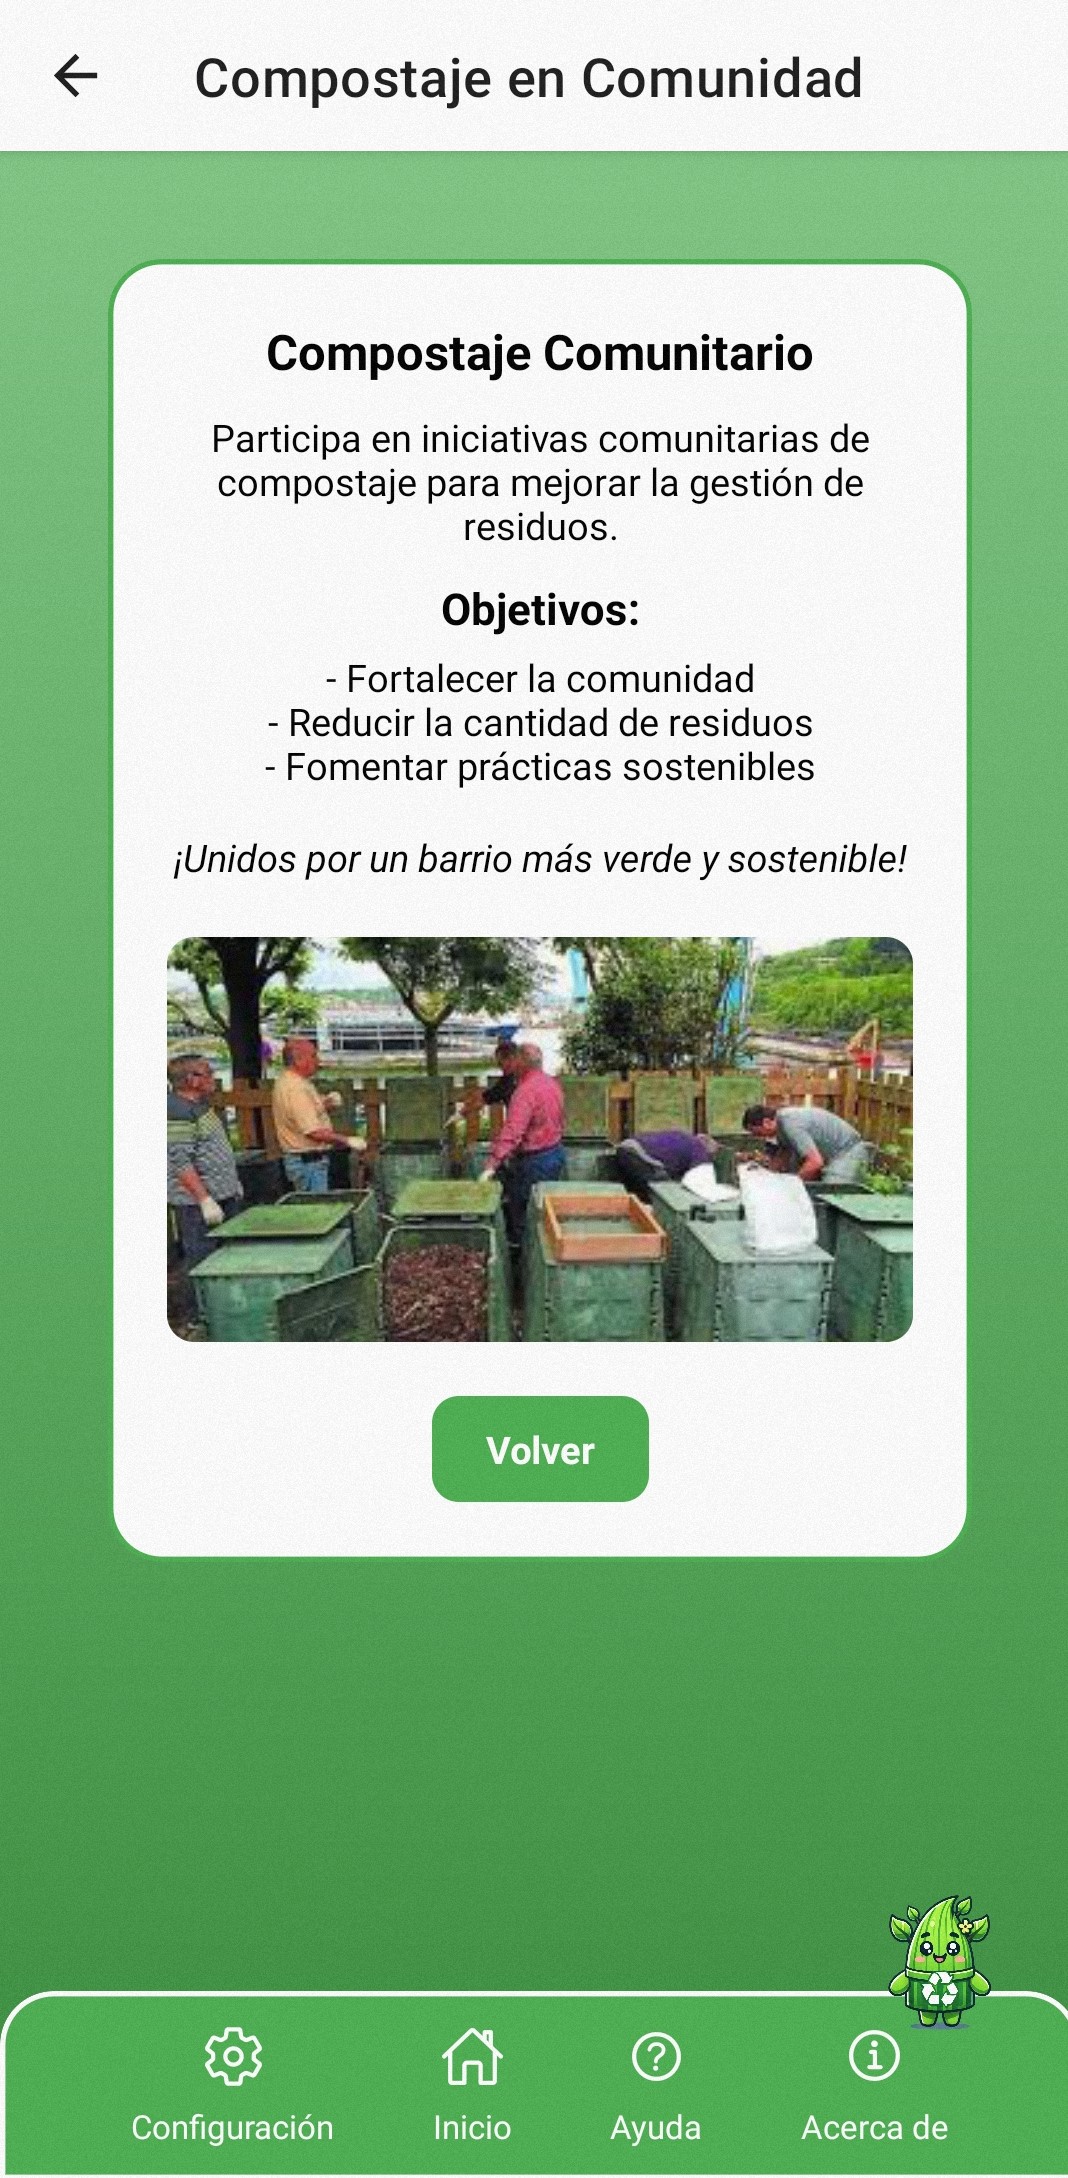 Compostaje en Comunidad
Compostaje Comunitario
Participa en iniciativas comunitarias de
compostaje para mejorar la gestión de
residuos.
Objetivos:
- Fortalecer la comunidad
- Reducir la cantidad de residuos
- Fomentar prácticas sostenibles
¡Unidos por un barrio más verde y sostenible!
Volver
Configuración
Inicio
Ayuda
Acerca de